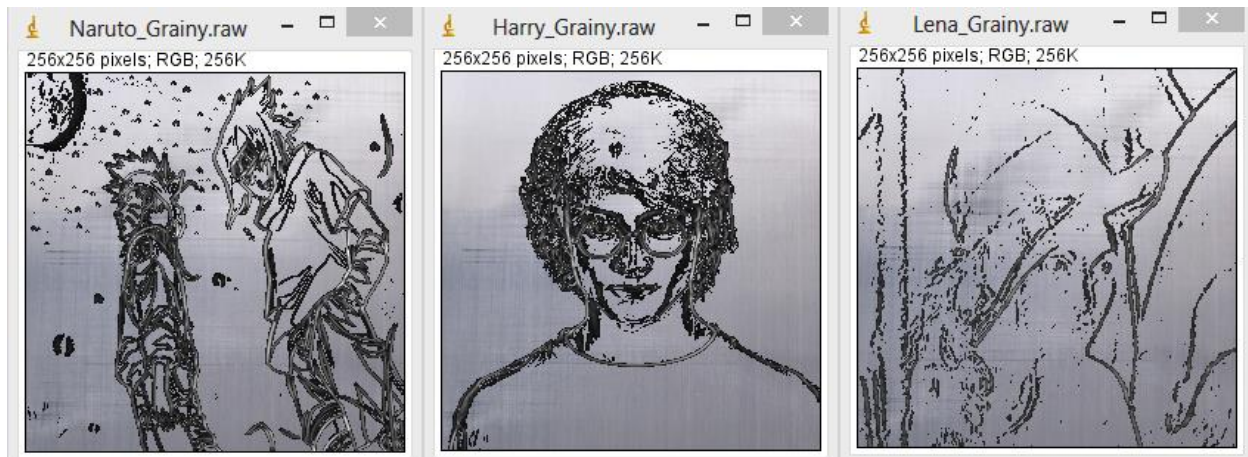 Naruto_Grainy.raw
256x256 pixels; RGB; 256K
Harry_Grainy.raw
256x256 pixels; RGB; 256K
Lena_Grainy.raw
256x256 pixels; RGB; 256K